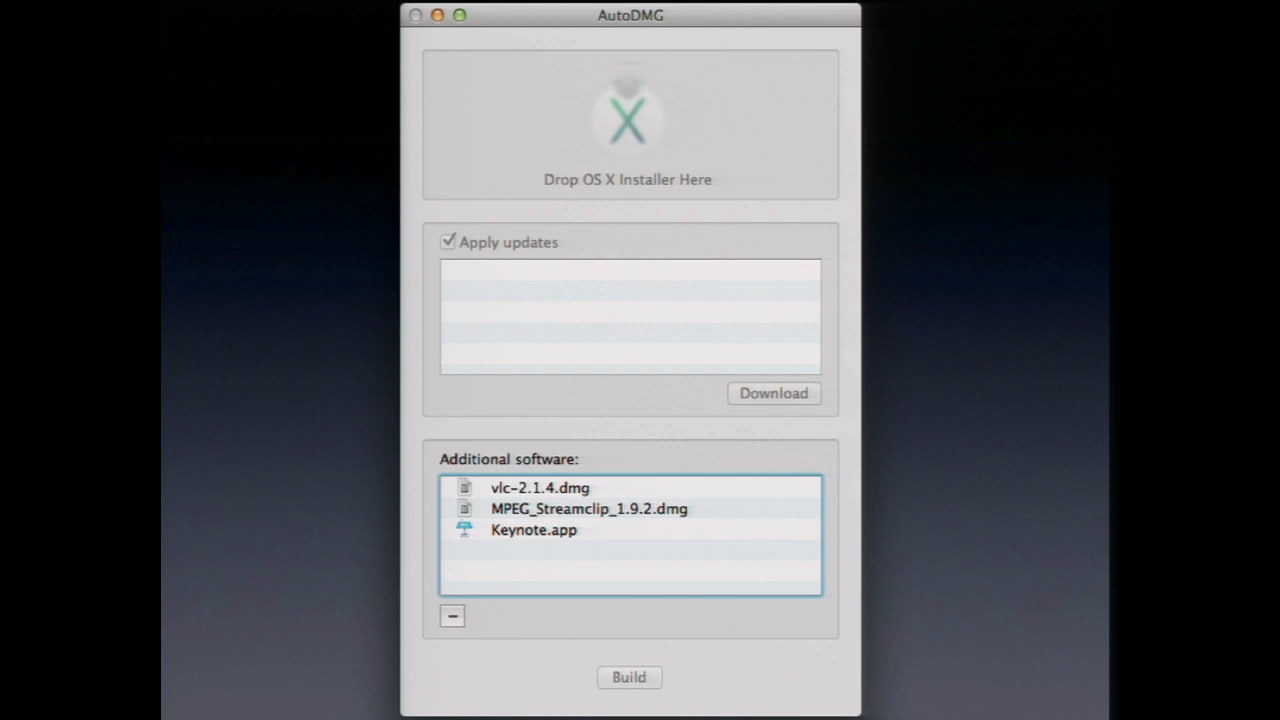 AutoDMG
Drop OS X Installer Here
Apply updates
Download
Additional software:
vlc-2.1.4.dmg
MPEG_Streamclip_1.9.2.dmg
Keynote.app
Build